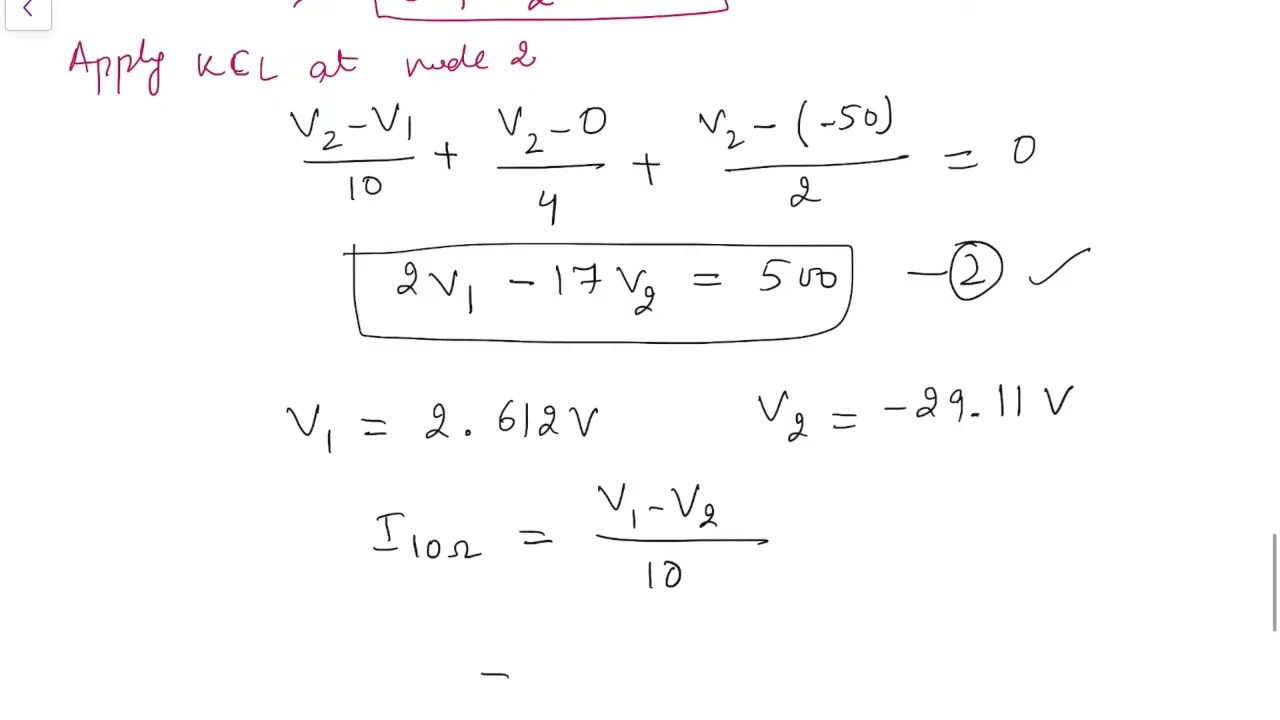 Apply KCL at node 2
V₂-V₁/10 + V₂-0/4 + V₂-(-50)/2 = 0
2V₁ - 17V₂ = 500 -②✓
V₁ = 2.612V V₂ = -29.11 V
I₁₀Ω = V₁-V₂/10